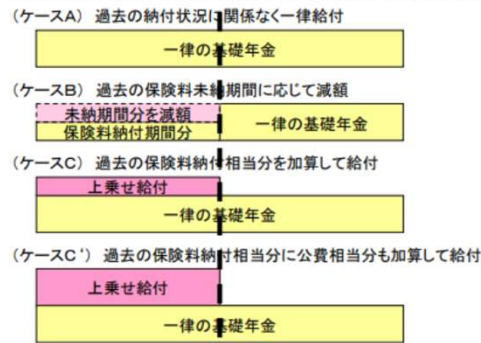 （ケースA） 過去の納付状況に関係なく一律給付
一律の基礎年金
（ケースB） 過去の保険料未納期間に応じて減額
未納期間分を減額
保険料納付期間分
一律の基礎年金
（ケースC） 過去の保険料納付相当分を加算して給付
上乗せ給付
一律の基礎年金
（ケースC'） 過去の保険料納付相当分に公費相当分も加算して給付
上乗せ給付
一律の基礎年金